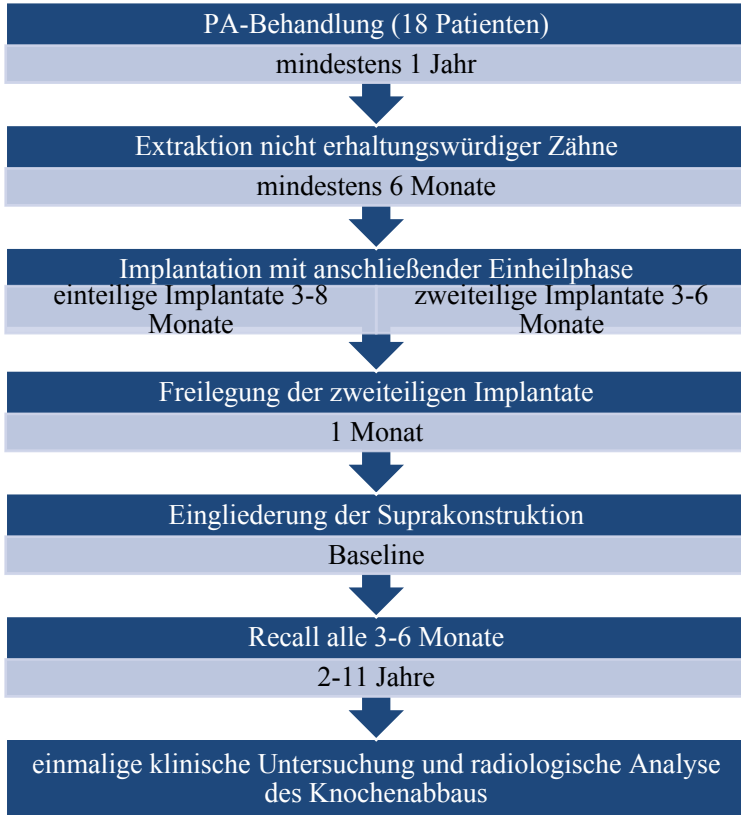 PA-Behandlung (18 Patienten)
mindestens 1 Jahr
Extraktion nicht erhaltungswürdiger Zähne
mindestens 6 Monate
Implantation mit anschließender Einheilphase
einteilige Implantate 3-8
Monate
zweiteilige Implantate 3-6
Monate
Freilegung der zweiteiligen Implantate
1 Monat
Eingliederung der Suprakonstruktion
Baseline
Recall alle 3-6 Monate
2-11 Jahre
einmalige klinische Untersuchung und radiologische Analyse
des Knochenabbaus